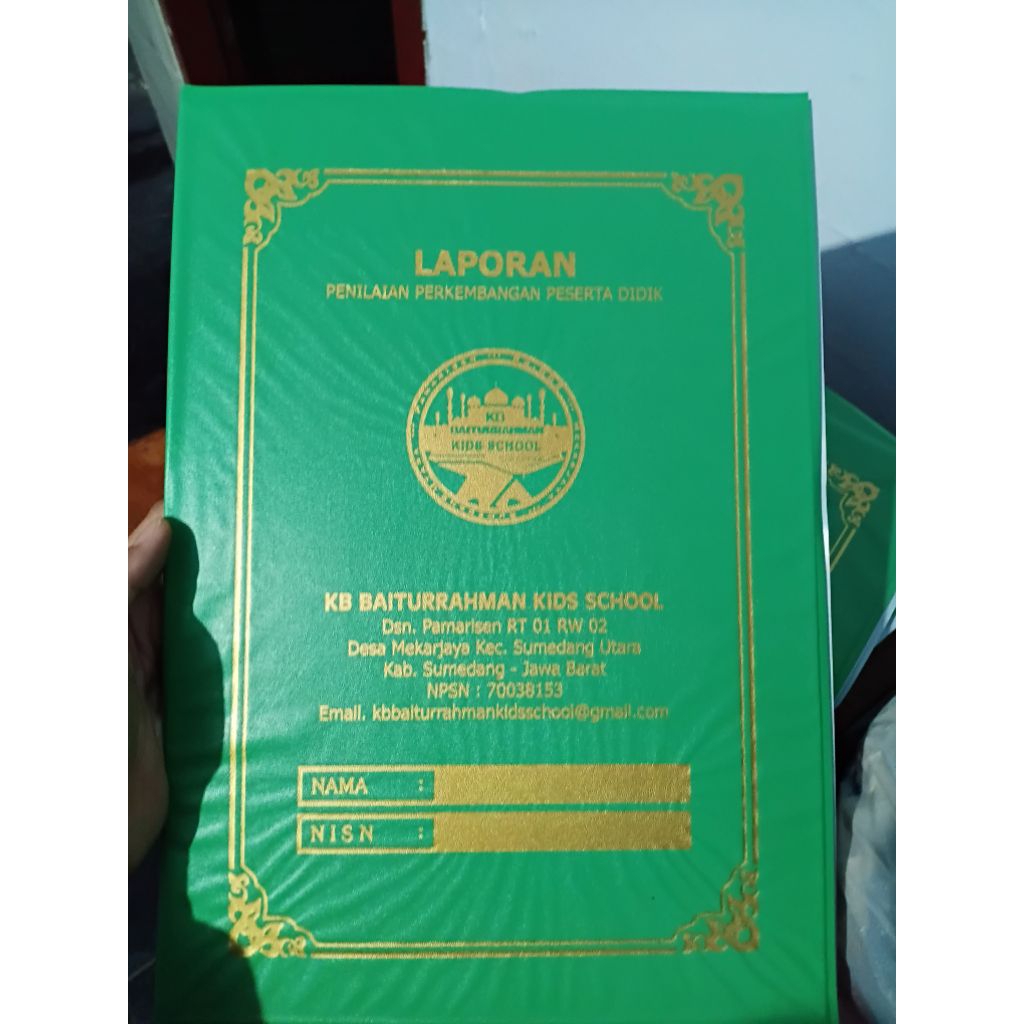 LAPORAN
PENILAIAN PERKEMBANGAN PESERTA DIDIK
KB
BAITURRAHMAN
KIDS SCHOOL
KB BAITURRAHMAN KIDS SCHOOL
Dsn. Pamarisen RT 01 RW 02
Desa Mekarjaya Kec. Sumedang Utara
Kab. Sumedang - Jawa Barat
NPSN : 70038153
Email. kbbaiturrahmankidsschool@gmail.com
NAMA :
NISN :